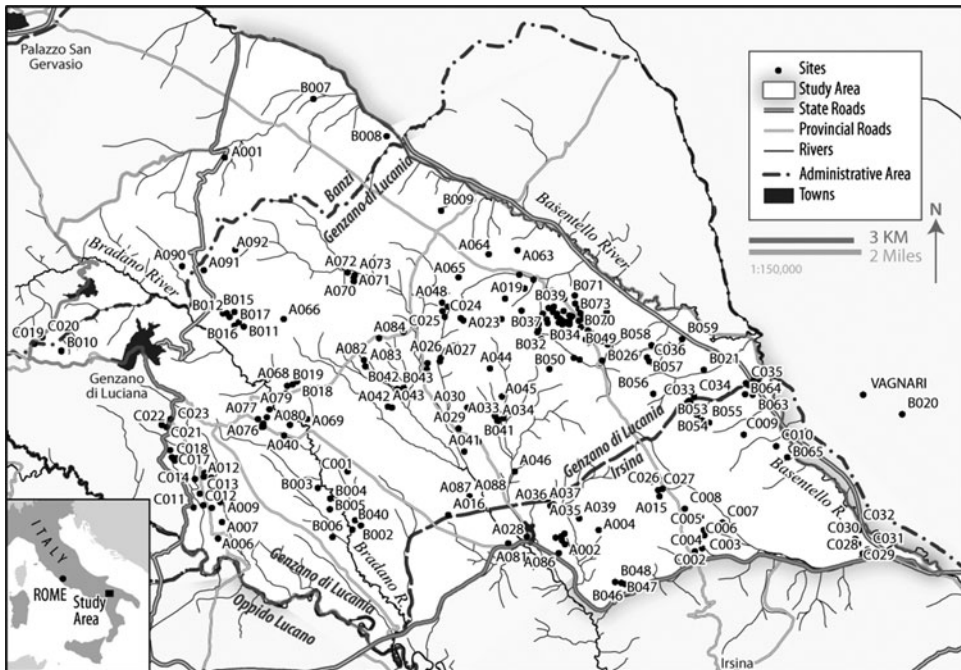 Palazzo San
Gervasio
B007
B008
A001
Banzi
Genzano di Lucania
B009
Basentello River
Sites
Study Area
State Roads
Provincial Roads
Rivers
Administrative Area
Towns
N
3 KM
2 Miles
1:150,000
Bradano River
A090
A092
A091
A064
A063
A072
A073
A071
A070
A065
A019
B071
B039
B073
A048
C024
B012
B015
B017
B016
B011
A066
C025
A023
B037
B070
B034
B049
B032
B058
B059
C019
C020
B010
A084
A082
A083
A026
A027
A044
B050
B026
C036
B057
B021
Genzano
di Luciana
A068
B019
B018
B042
B043
A043
B056
C034
C035
C033
B064
B063
VAGNARI
B020
A079
A077
A080
A069
A076
A040
A042
A030
A045
A029
A033
A034
B041
B053
B055
B054
C009
C022
C023
C021
C018
C017
A041
Genzano di Lucania
Irsina
C010
B065
Basentello R.
C014
A012
C013
C011
C012
A009
A007
A006
C001
B003
B004
B005
B006
B040
B002
A046
A087
A088
A016
A036
A037
A035
A039
C026
C027
A015
C008
A004
C005
C007
C006
C004
C003
C002
C032
C030
C031
C028
C029
A028
A002
A081
A086
B048
B046
B047
Bradano R.
Genzano di Lucania
Oppido Lucano
Irsina
ITALY
ROME
Study
Area